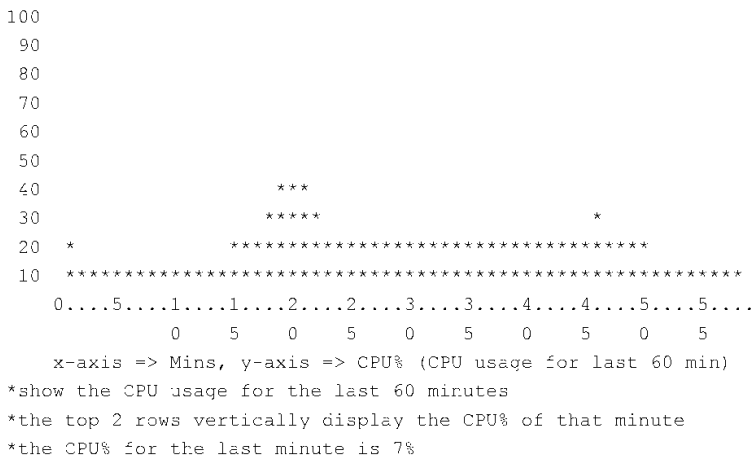 100
 90
 80
 70
 60
 50
 40                    ***
 30                   *****                       *
 20  *             ************************************
 10  **********************************************************
    0....5....1....1....2....2....3....3....4....4....5....5....
              0    5    0    5    0    5    0    5    0    5
    x-axis => Mins, y-axis => CPU% (CPU usage for last 60 min)
*show the CPU usage for the last 60 minutes
*the top 2 rows vertically display the CPU% of that minute
*the CPU% for the last minute is 7%